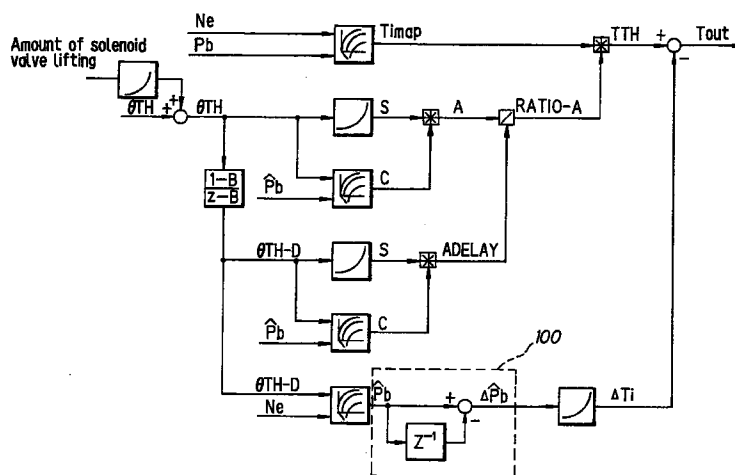 Ne
Pb
Timap
TTH
+
−
Tout
Amount of solenoid
valve lifting
+
θTH
+
θTH
S
A
RATIO-A
P̂b
C
1-B
z-B
θTH-D
S
ADELAY
P̂b
C
100
θTH-D
Ne
P̂b
+
−
ΔP̂b
ΔTi
Z⁻¹